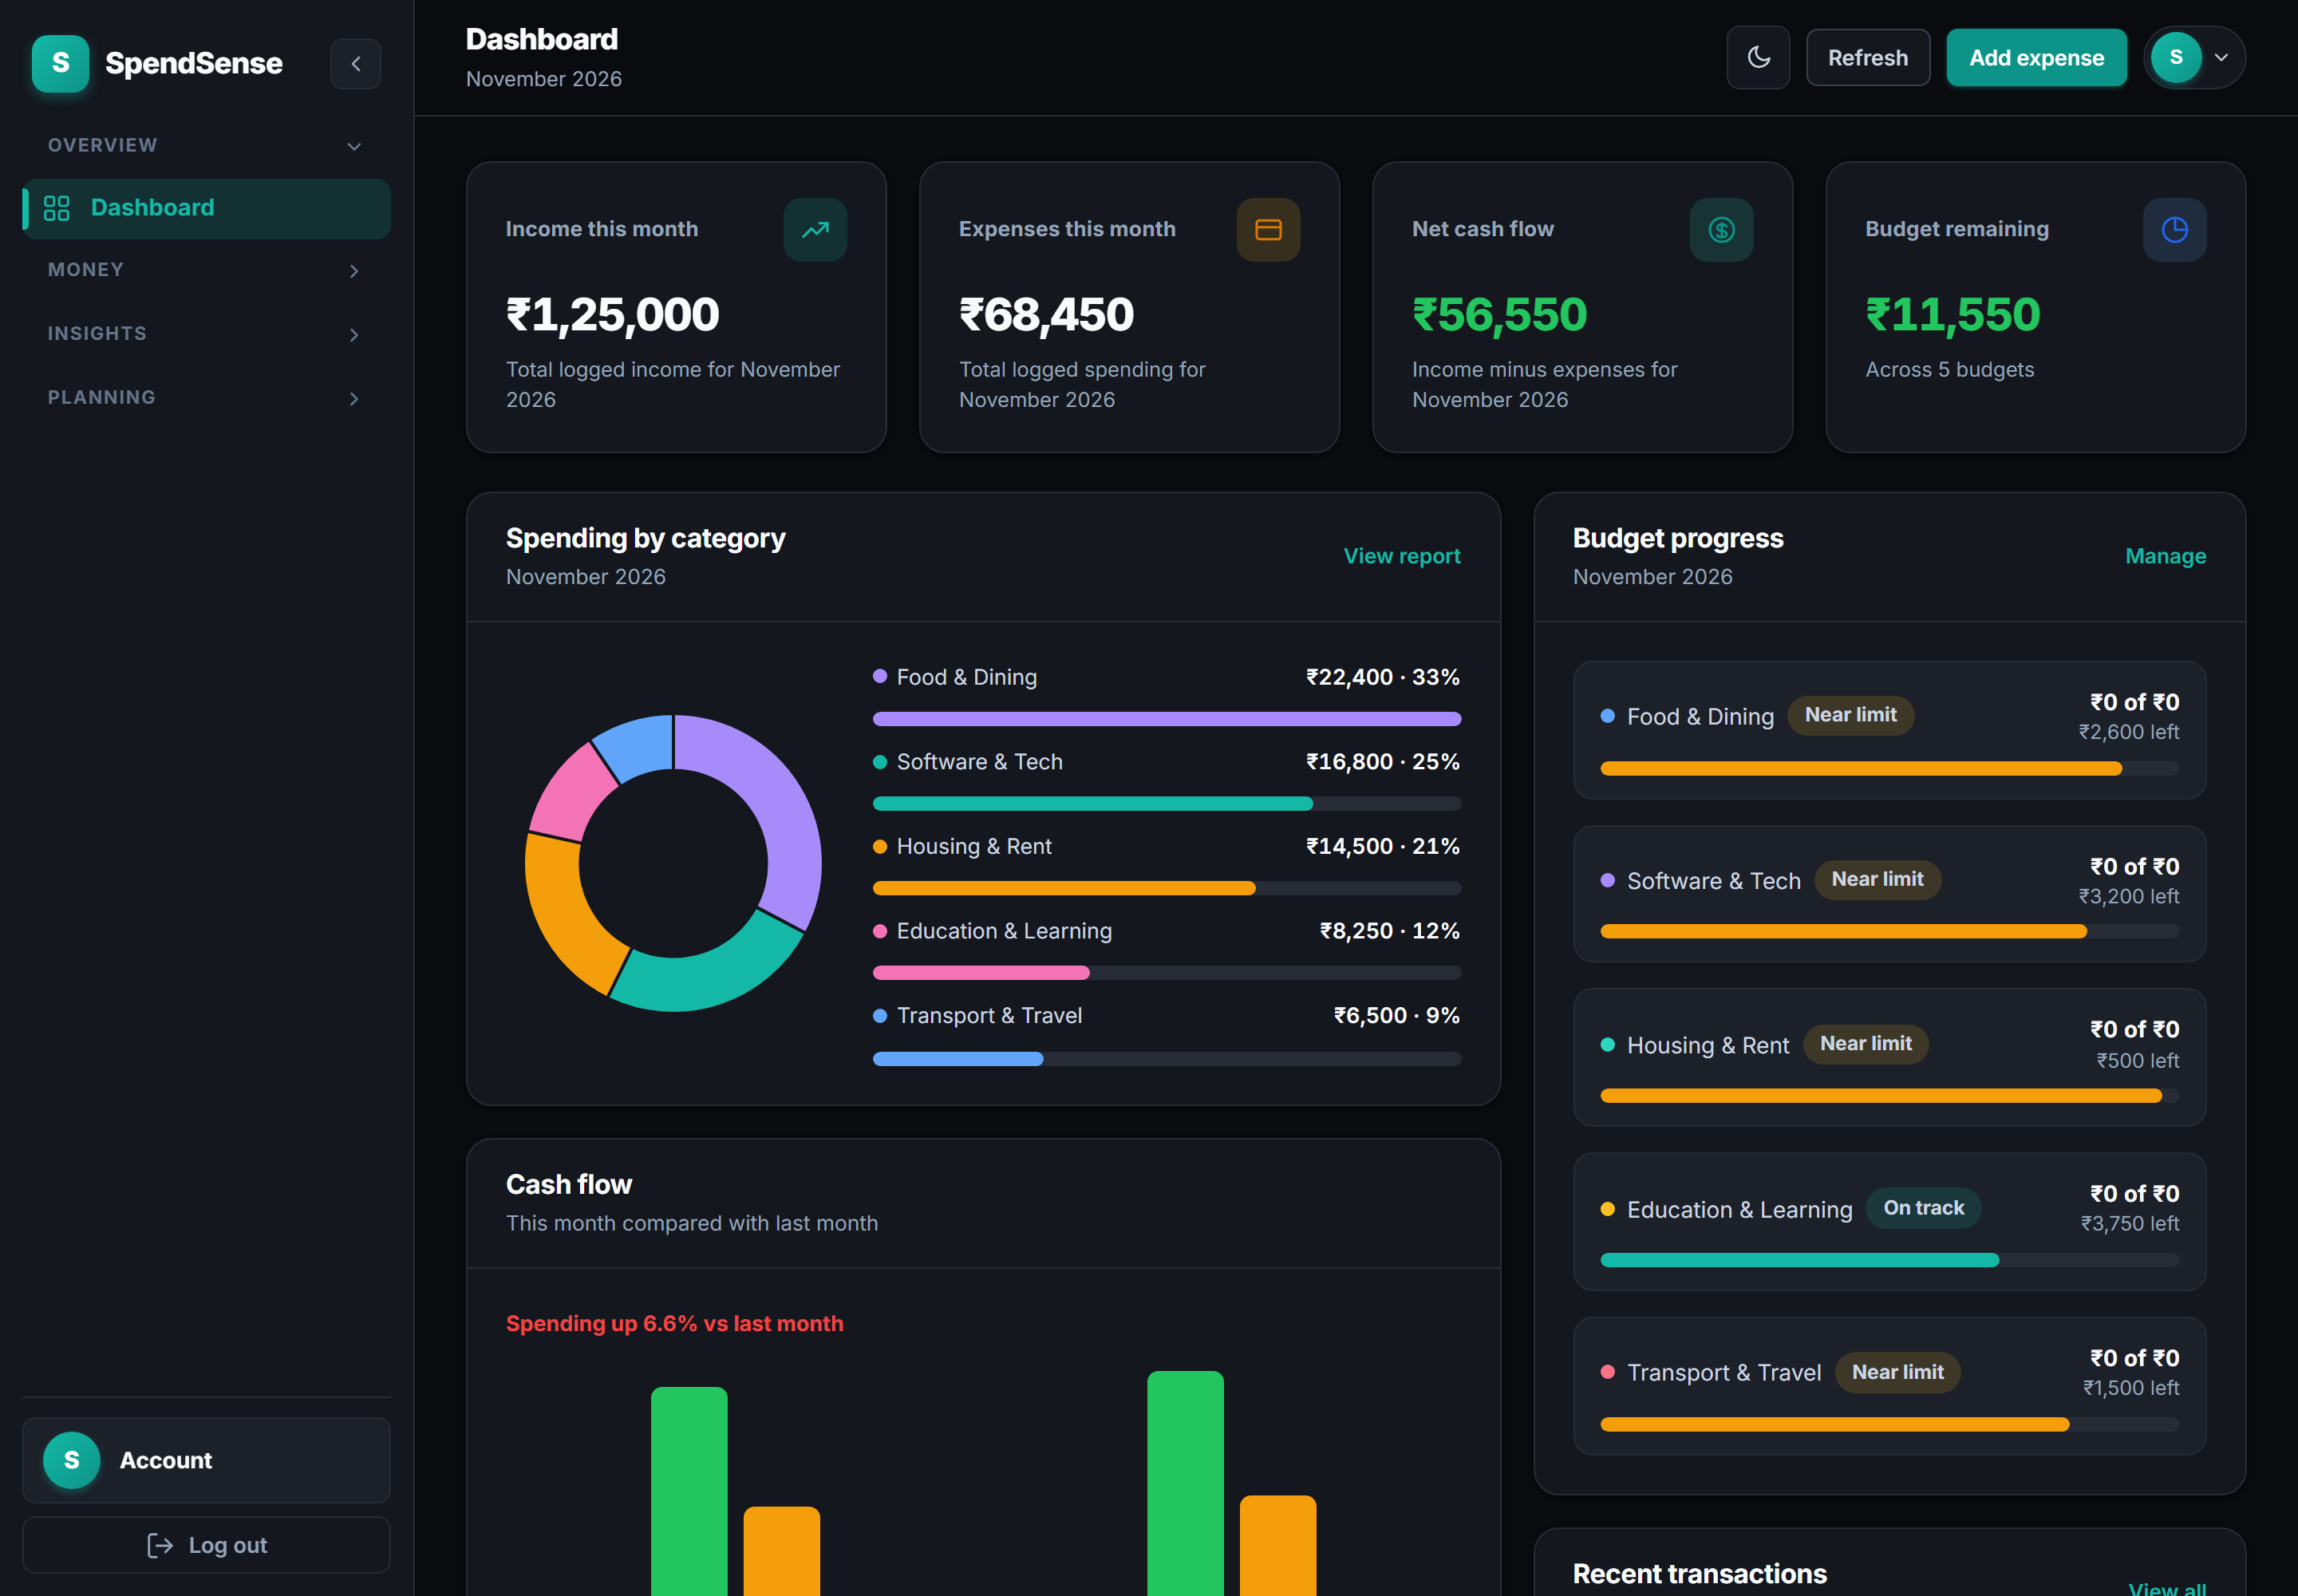 S
SpendSense
OVERVIEW
Dashboard
MONEY
INSIGHTS
PLANNING
S
Account
Log out
Dashboard
November 2026
Refresh
Add expense
S
Income this month
₹1,25,000
Total logged income for November
2026
Expenses this month
₹68,450
Total logged spending for
November 2026
Net cash flow
₹56,550
Income minus expenses for
November 2026
Budget remaining
₹11,550
Across 5 budgets
Spending by category
November 2026
View report
Food & Dining
₹22,400 · 33%
Software & Tech
₹16,800 · 25%
Housing & Rent
₹14,500 · 21%
Education & Learning
₹8,250 · 12%
Transport & Travel
₹6,500 · 9%
Cash flow
This month compared with last month
Spending up 6.6% vs last month
Budget progress
November 2026
Manage
Food & Dining
Near limit
₹0 of ₹0
₹2,600 left
Software & Tech
Near limit
₹0 of ₹0
₹3,200 left
Housing & Rent
Near limit
₹0 of ₹0
₹500 left
Education & Learning
On track
₹0 of ₹0
₹3,750 left
Transport & Travel
Near limit
₹0 of ₹0
₹1,500 left
Recent transactions
View all